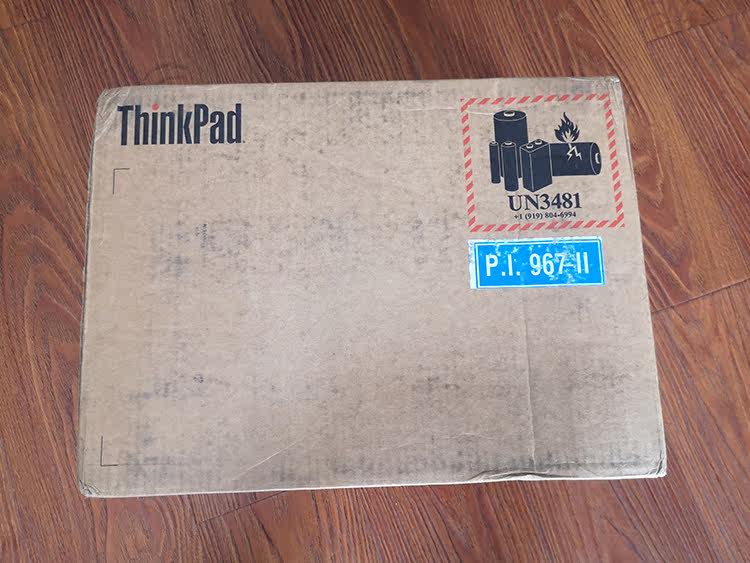 ThinkPad
UN3481
+1 (919) 804-6994
P.I. 967-II